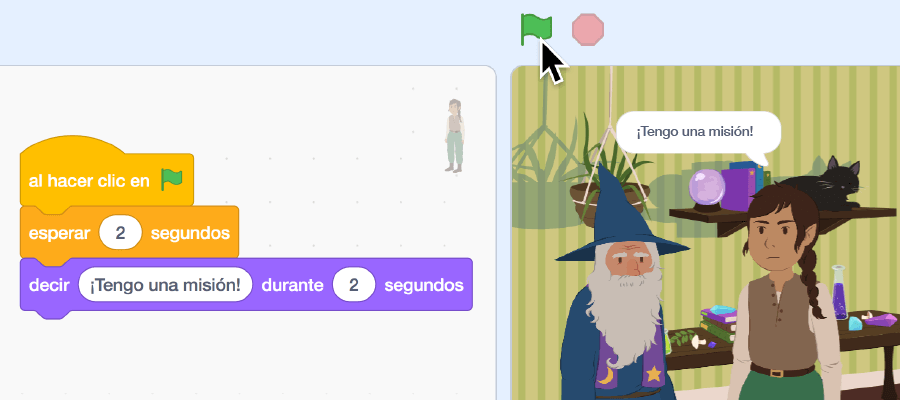 al hacer clic en
esperar 2 segundos
decir ¡Tengo una misión! durante 2 segundos
¡Tengo una misión!